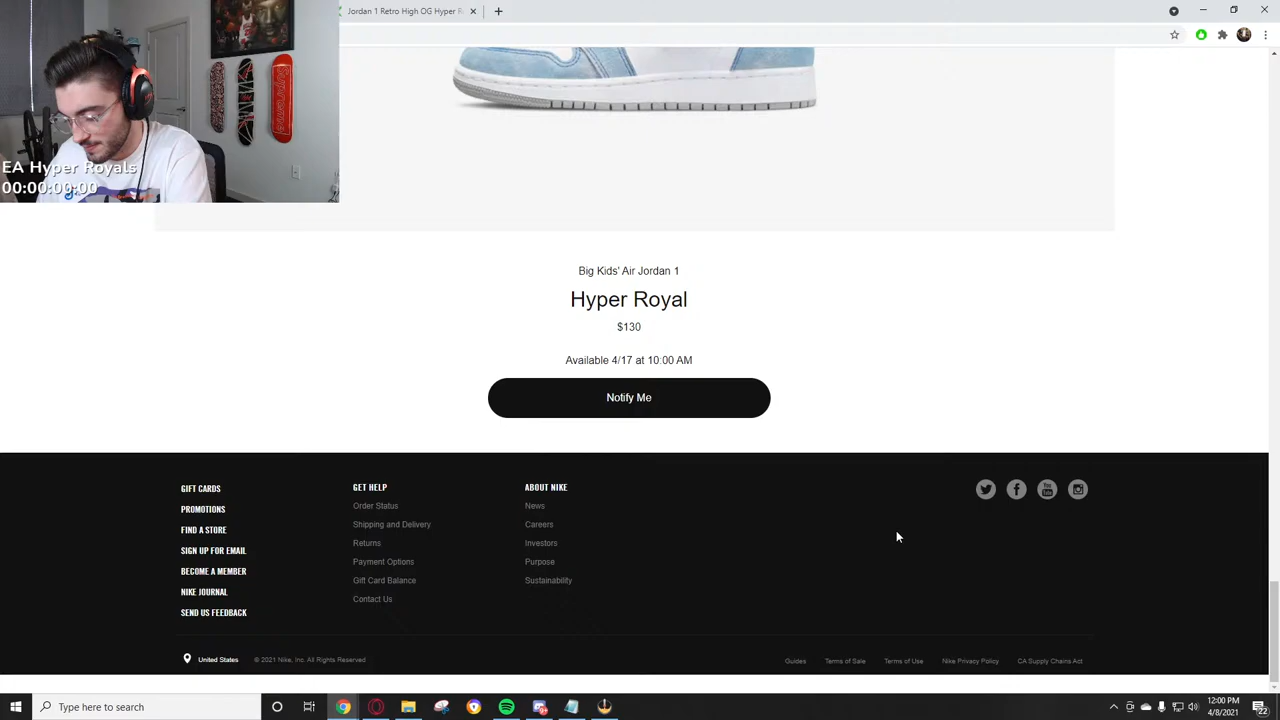 Jordan 1 Retro High OG Hyper Ro
EA Hyper Royals
00:00:00:00
Big Kids' Air Jordan 1
Hyper Royal
$130
Available 4/17 at 10:00 AM
Notify Me
GIFT CARDS
PROMOTIONS
FIND A STORE
SIGN UP FOR EMAIL
BECOME A MEMBER
NIKE JOURNAL
SEND US FEEDBACK
GET HELP
Order Status
Shipping and Delivery
Returns
Payment Options
Gift Card Balance
Contact Us
ABOUT NIKE
News
Careers
Investors
Purpose
Sustainability
You
Tube
United States
© 2021 Nike, Inc. All Rights Reserved
Guides
Terms of Sale
Terms of Use
Nike Privacy Policy
CA Supply Chains Act
Type here to search
12:00 PM
4/8/2021
22